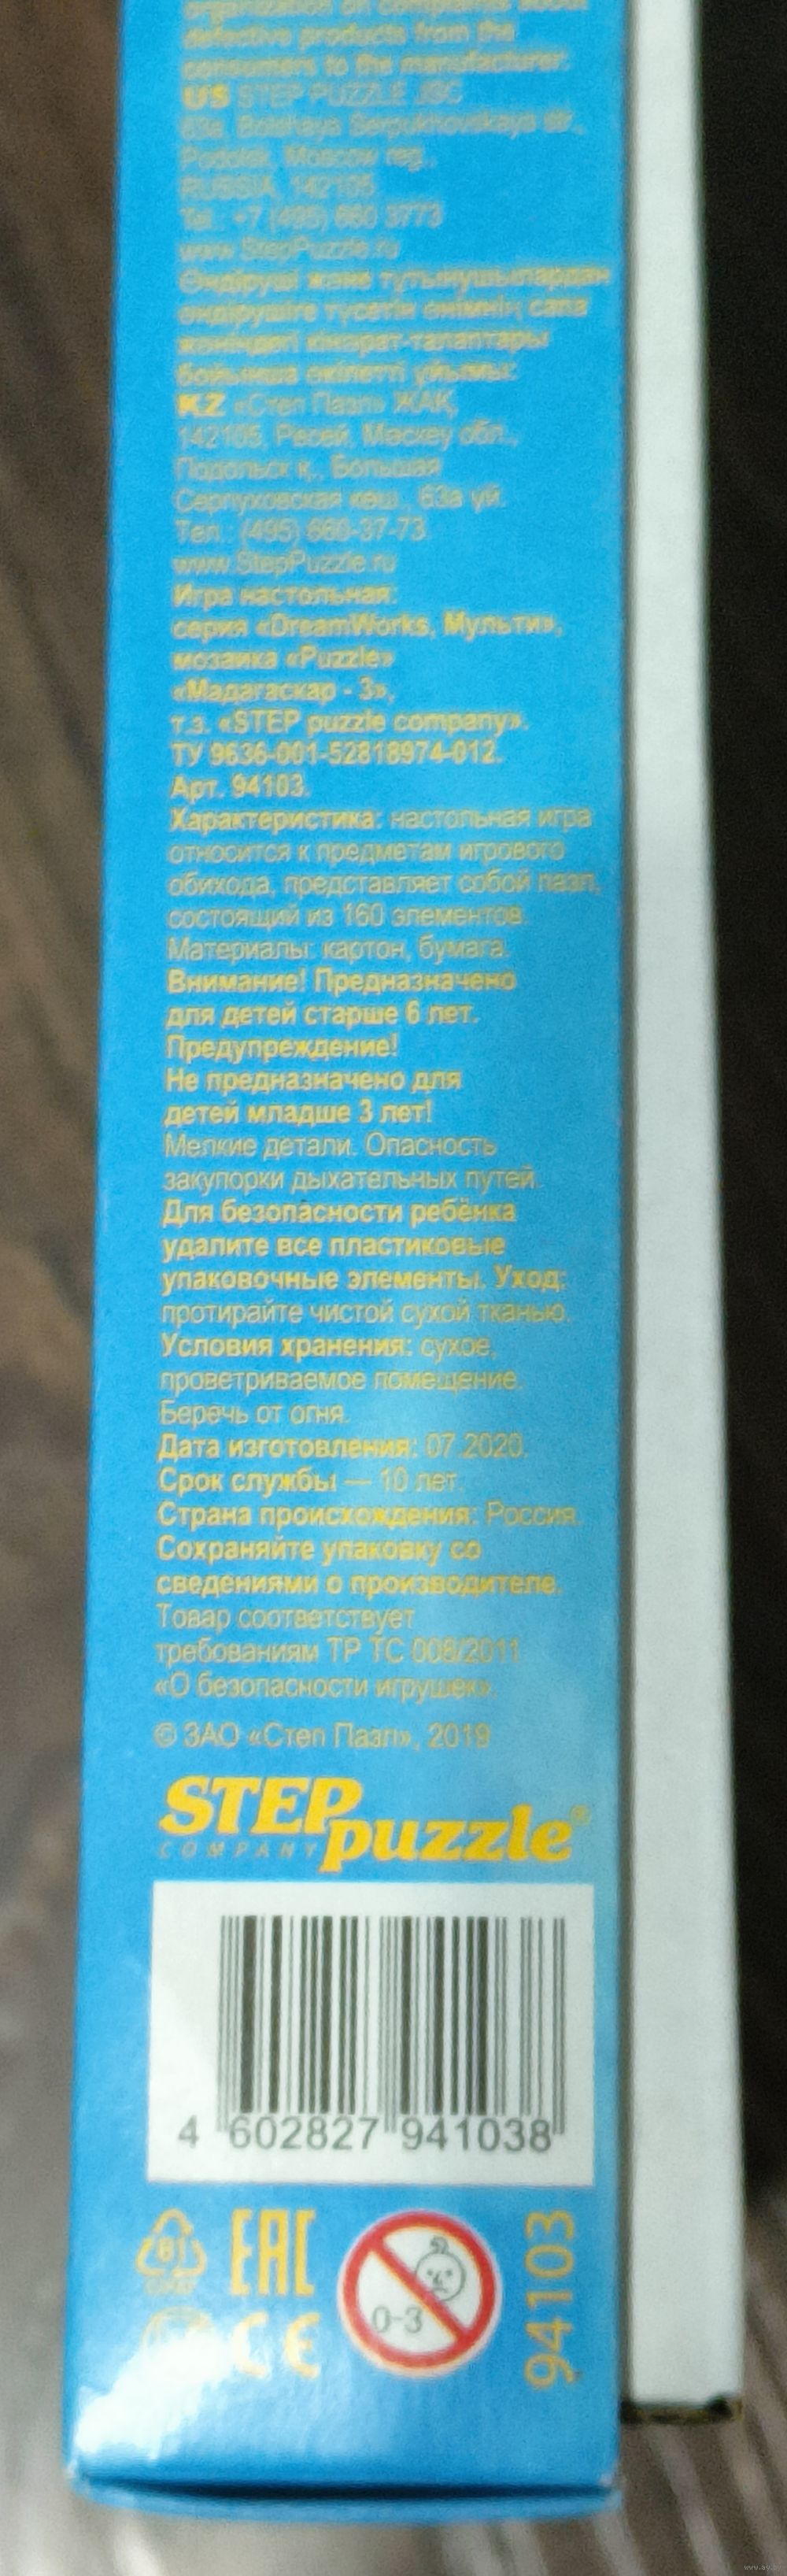 organization on complaints about
defective products from the
consumers to the manufacturer:
US STEP PUZZLE JSC
63a, Bolshaya Serpukhovskaya str.,
Podolsk, Moscow reg.,
RUSSIA, 142105
Tel.: +7 (495) 660 3773
www.StepPuzzle.ru
Өндіруші және тұтынушылардан
өндірушіге түсетін өнімнің сапа
жөніндегі кінәрат-талаптары
бойынша өкілетті ұйымы:
KZ «Степ Пазл» ЖАҚ,
142105, Ресей, Мәскеу обл.,
Подольск қ., Большая
Серпуховская көш., 63а үй.
Тел.: (495) 660-37-73.
www.StepPuzzle.ru
Игра настольная:
серия «DreamWorks, Мульти»,
мозаика «Puzzle»
«Мадагаскар - 3»,
т.з. «STEP puzzle company».
ТУ 9636-001-52818974-012.
Арт. 94103.
Характеристика: настольная игра
относится к предметам игрового
обихода, представляет собой пазл,
состоящий из 160 элементов.
Материалы: картон, бумага.
Внимание! Предназначено
для детей старше 6 лет.
Предупреждение!
Не предназначено для
детей младше 3 лет!
Мелкие детали. Опасность
закупорки дыхательных путей.
Для безопасности ребёнка
удалите все пластиковые
упаковочные элементы. Уход:
протирайте чистой сухой тканью.
Условия хранения: сухое,
проветриваемое помещение.
Беречь от огня.
Дата изготовления: 07.2020.
Срок службы — 10 лет.
Страна происхождения: Россия.
Сохраняйте упаковку со
сведениями о производителе.
Товар соответствует
требованиям ТР ТС 008/2011
«О безопасности игрушек».
© ЗАО «Степ Пазл», 2019
STEP puzzle®
COMPANY
4 602827 941038
81
EAC
0-3
94103
CE